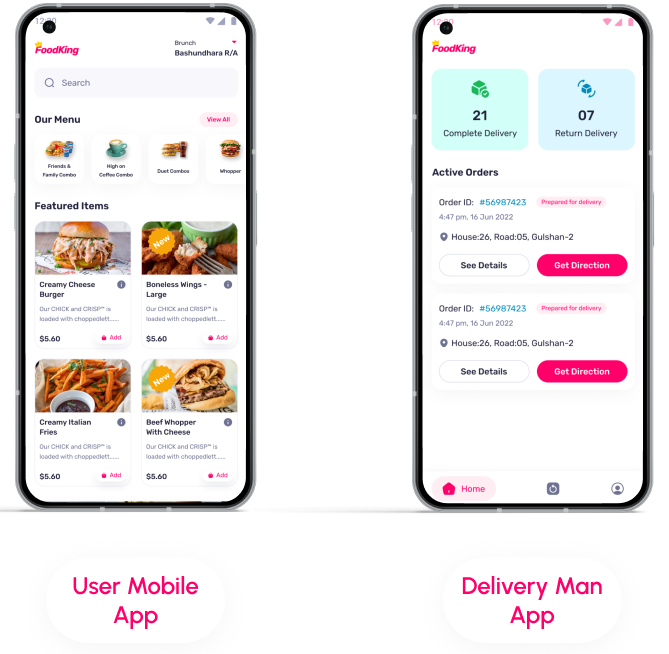 12:30
FoodKing
Brunch
Bashundhara R/A
Search
Our Menu
View All
Friends &
Family Combo
High on
Coffee Combo
Duet Combos
Whopper
Featured Items
Creamy Cheese
Burger
Our CHICK and CRISP™ is
loaded with choppedlett......
$5.60
Add
New
Boneless Wings -
Large
Our CHICK and CRISP™ is
loaded with choppedlett......
$5.60
Add
Creamy Italian
Fries
Our CHICK and CRISP™ is
loaded with choppedlett......
$5.60
Add
New
Beef Whopper
With Cheese
Our CHICK and CRISP™ is
loaded with choppedlett......
$5.60
Add
User Mobile
App
12:30
FoodKing
21
Complete Delivery
07
Return Delivery
Active Orders
Order ID: #56987423 Prepared for delivery
4:47 pm, 16 Jun 2022
House:26, Road:05, Gulshan-2
See Details Get Direction
Order ID: #56987423 Prepared for delivery
4:47 pm, 16 Jun 2022
House:26, Road:05, Gulshan-2
See Details Get Direction
Home
Delivery Man
App